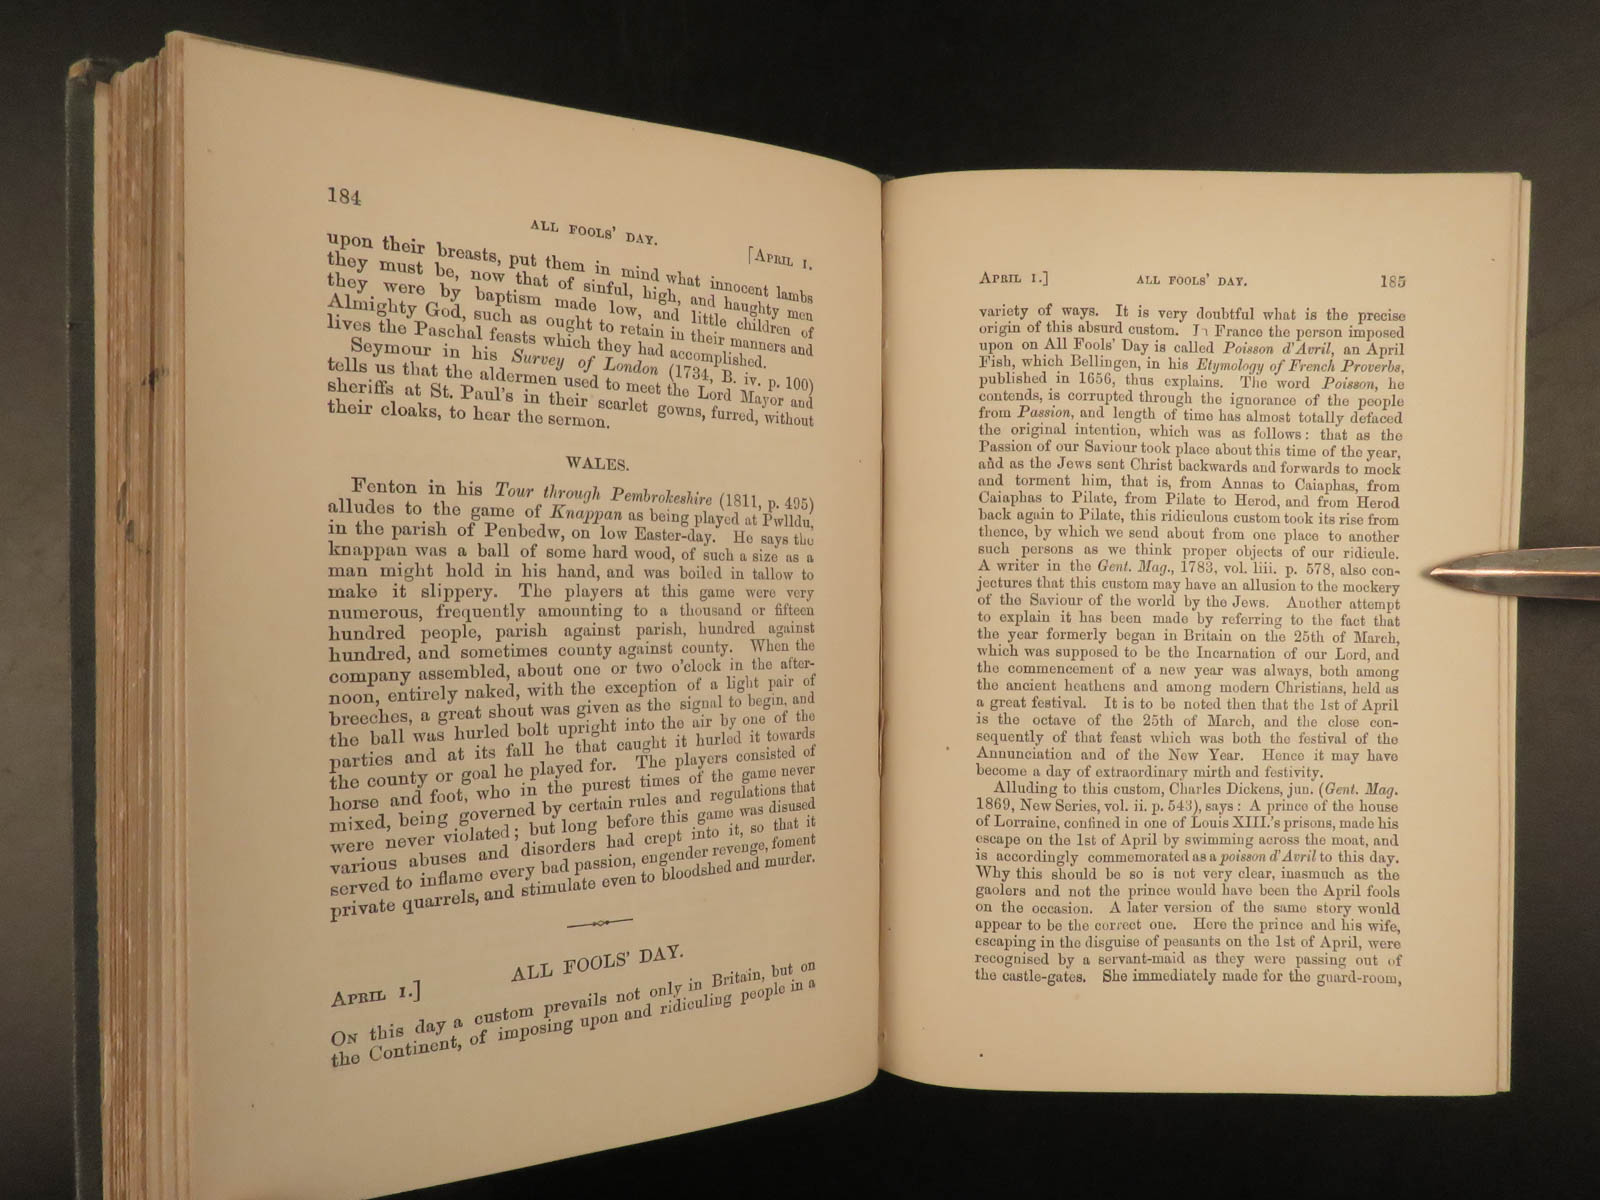 184
ALL FOOLS' DAY.
[APRIL 1.
upon their breasts, put them in mind what innocent lambs
they must be, now that of sinful, high, and haughty men
they were by baptism made low, and little children of
Almighty God, such as ought to retain in their manners and
lives the Paschal feasts which they had accomplished.
Seymour in his Survey of London (1734, B. iv. p. 100)
tells us that the aldermen used to meet the Lord Mayor and
sheriffs at St. Paul's in their scarlet gowns, furred, without
their cloaks, to hear the sermon.
WALES.
Fenton in his Tour through Pembrokeshire (1811, p. 495)
alludes to the game of Knappan as being played at Pwlldu,
in the parish of Penbedw, on low Easter-day. He says the
knappan was a ball of some hard wood, of such a size as a
man might hold in his hand, and was boiled in tallow to
make it slippery. The players at this game were very
numerous, frequently amounting to a thousand or fifteen
hundred people, parish against parish, hundred against
hundred, and sometimes county against county. When the
company assembled, about one or two o'clock in the after-
noon, entirely naked, with the exception of a light pair of
breeches, a great shout was given as the signal to begin, and
the ball was hurled bolt upright into the air by one of the
parties and at its fall he that caught it hurled it towards
the county or goal he played for. The players consisted of
horse and foot, who in the purest times of the game never
mixed, being governed by certain rules and regulations that
were never violated; but long before this game was disused
various abuses and disorders had crept into it, so that it
served to inflame every bad passion, engender revenge, foment
private quarrels, and stimulate even to bloodshed and murder.
ALL FOOLS' DAY.
APRIL 1.]
ON this day a custom prevails not only in Britain, but on
the Continent, of imposing upon and ridiculing people in a
APRIL 1.] ALL FOOLS' DAY. 185
variety of ways. It is very doubtful what is the precise
origin of this absurd custom. In France the person imposed
upon on All Fools' Day is called Poisson d'Avril, an April
Fish, which Bellingen, in his Etymology of French Proverbs,
published in 1656, thus explains. The word Poisson, he
contends, is corrupted through the ignorance of the people
from Passion, and length of time has almost totally defaced
the original intention, which was as follows: that as the
Passion of our Saviour took place about this time of the year,
and as the Jews sent Christ backwards and forwards to mock
and torment him, that is, from Annas to Caiaphas, from
Caiaphas to Pilate, from Pilate to Herod, and from Herod
back again to Pilate, this ridiculous custom took its rise from
thence, by which we send about from one place to another
such persons as we think proper objects of our ridicule.
A writer in the Gent. Mag., 1783, vol. liii. p. 578, also con-
jectures that this custom may have an allusion to the mockery
of the Saviour of the world by the Jews. Another attempt
to explain it has been made by referring to the fact that
the year formerly began in Britain on the 25th of March,
which was supposed to be the Incarnation of our Lord, and
the commencement of a new year was always, both among
the ancient heathens and among modern Christians, held as
a great festival. It is to be noted then that the 1st of April
is the octave of the 25th of March, and the close con-
sequently of that feast which was both the festival of the
Annunciation and of the New Year. Hence it may have
become a day of extraordinary mirth and festivity.
Alluding to this custom, Charles Dickens, jun. (Gent. Mag.
1869, New Series, vol. ii. p. 543), says: A prince of the house
of Lorraine, confined in one of Louis XIII.'s prisons, made his
escape on the 1st of April by swimming across the moat, and
is accordingly commemorated as a poisson d'Avril to this day.
Why this should be so is not very clear, inasmuch as the
gaolers and not the prince would have been the April fools
on the occasion. A later version of the same story would
appear to be the correct one. Here the prince and his wife,
escaping in the disguise of peasants on the 1st of April, were
recognised by a servant-maid as they were passing out of
the castle-gates. She immediately made for the guard-room,